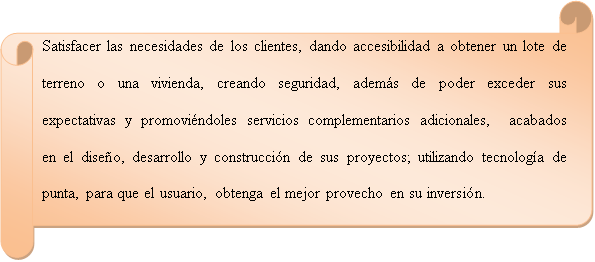 Satisfacer las necesidades de los clientes, dando accesibilidad a obtener un lote de
terreno o una vivienda, creando seguridad, además de poder exceder sus
expectativas y promoviéndoles servicios complementarios adicionales, acabados
en el diseño, desarrollo y construcción de sus proyectos; utilizando tecnología de
punta, para que el usuario, obtenga el mejor provecho en su inversión.